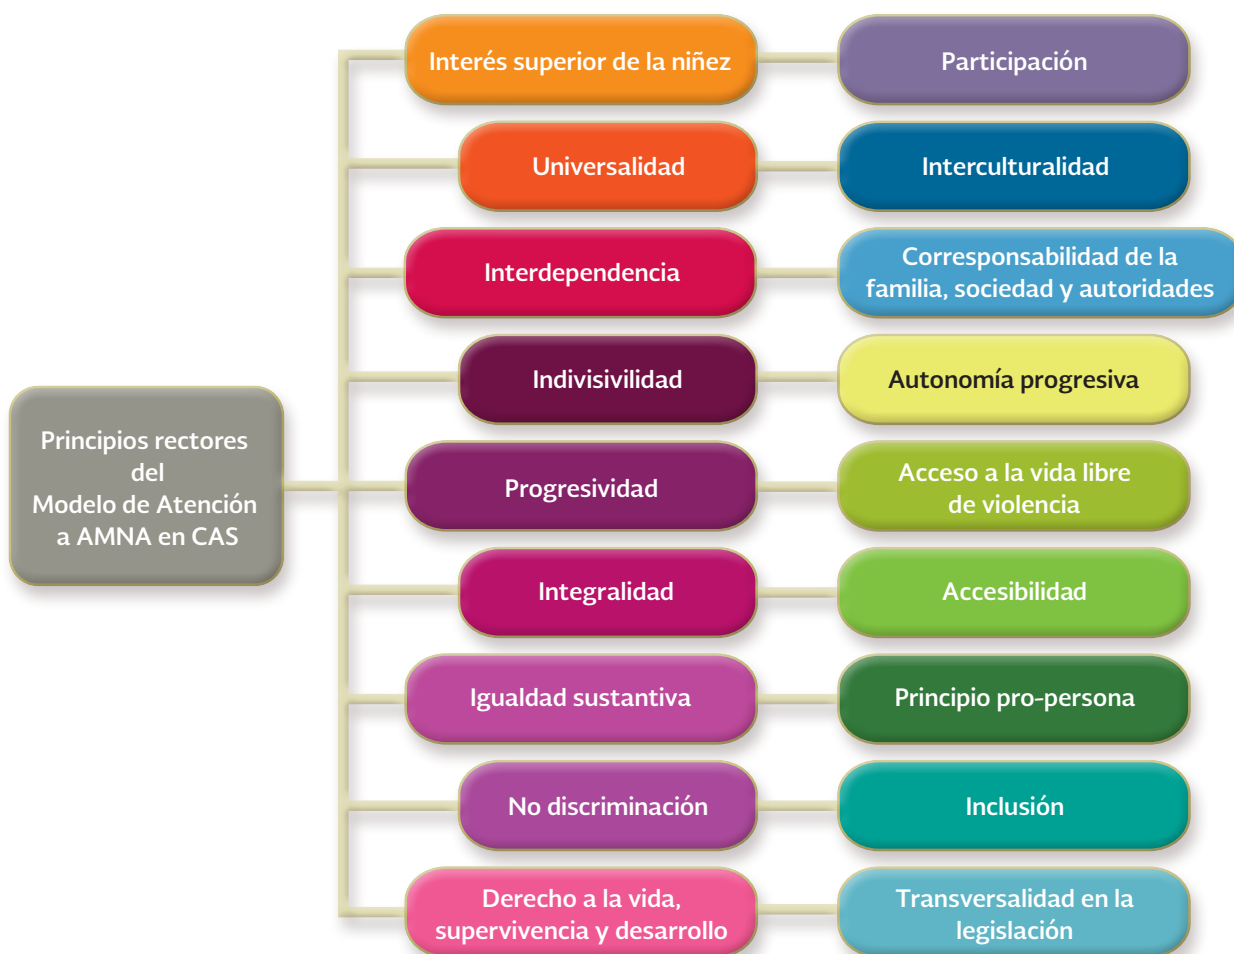 Principios rectores
del
Modelo de Atención
a AMNA en CAS
Interés superior de la niñez
Participación
Universalidad
Interculturalidad
Interdependencia
Corresponsabilidad de la
familia, sociedad y autoridades
Indivisivilidad
Autonomía progresiva
Progresividad
Acceso a la vida libre
de violencia
Integralidad
Accesibilidad
Igualdad sustantiva
Principio pro-persona
No discriminación
Inclusión
Derecho a la vida,
supervivencia y desarrollo
Transversalidad en la
legislación